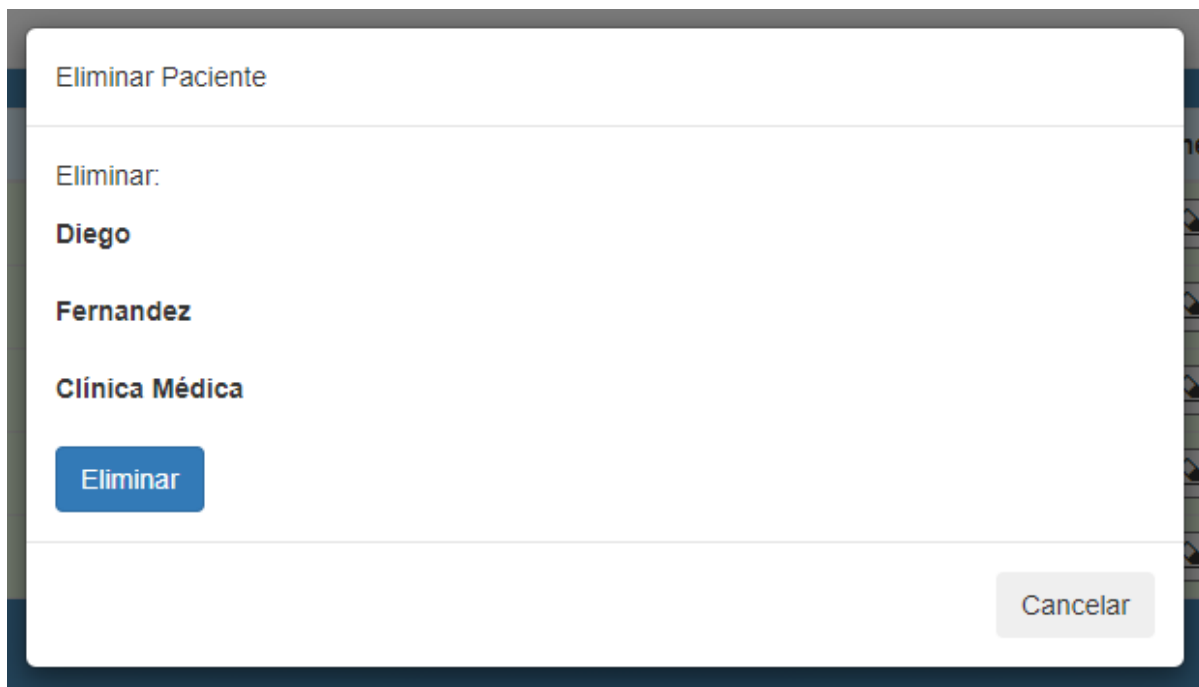 Eliminar Paciente
Eliminar:
Diego
Fernandez
Clínica Médica
Eliminar
Cancelar